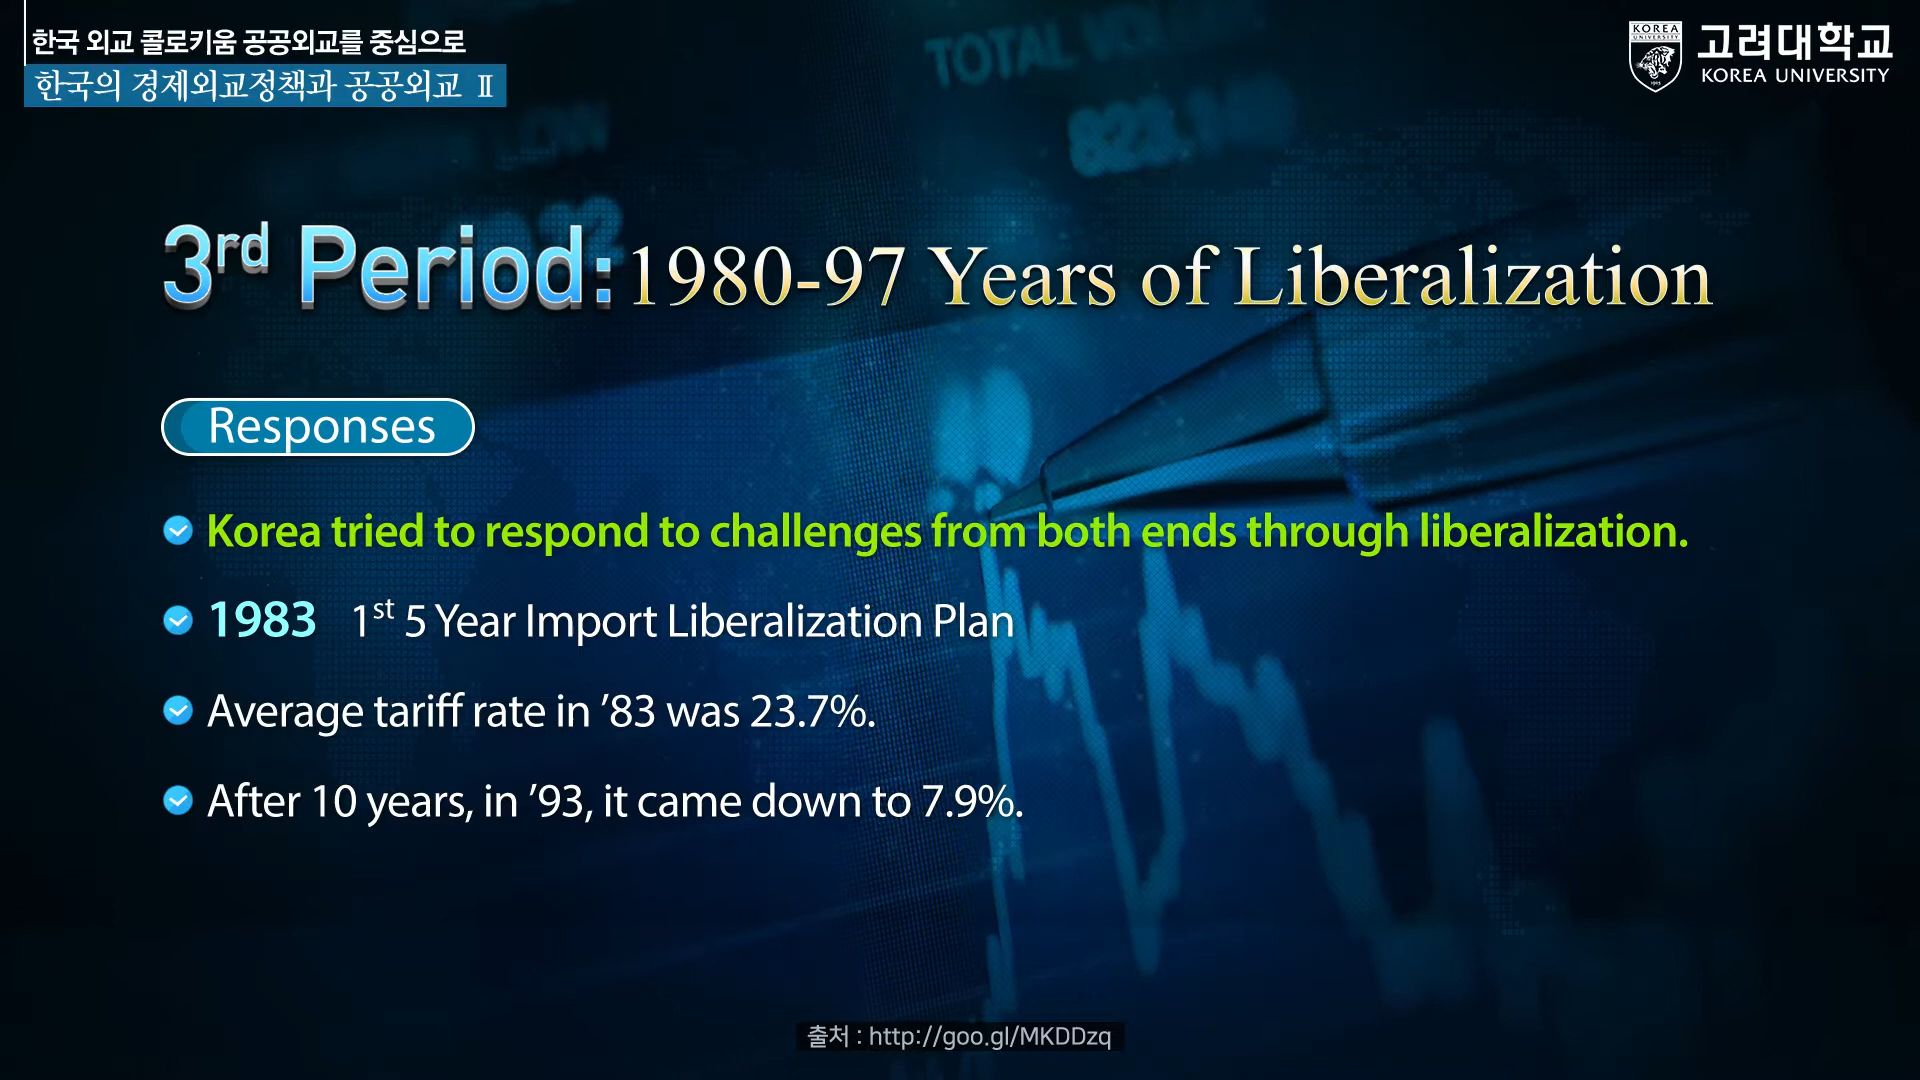 한국 외교 콜로키움 공공외교를 중심으로
한국의 경제외교정책과 공공외교 Ⅱ
KOREA
UNIVERSITY
고려대학교
KOREA UNIVERSITY
TOTAL
3rd Period: 1980-97 Years of Liberalization
Responses
Korea tried to respond to challenges from both ends through liberalization.
1983 1st 5 Year Import Liberalization Plan
Average tariff rate in ’83 was 23.7%.
After 10 years, in ’93, it came down to 7.9%.
출처 : http://goo.gl/MKDDzq